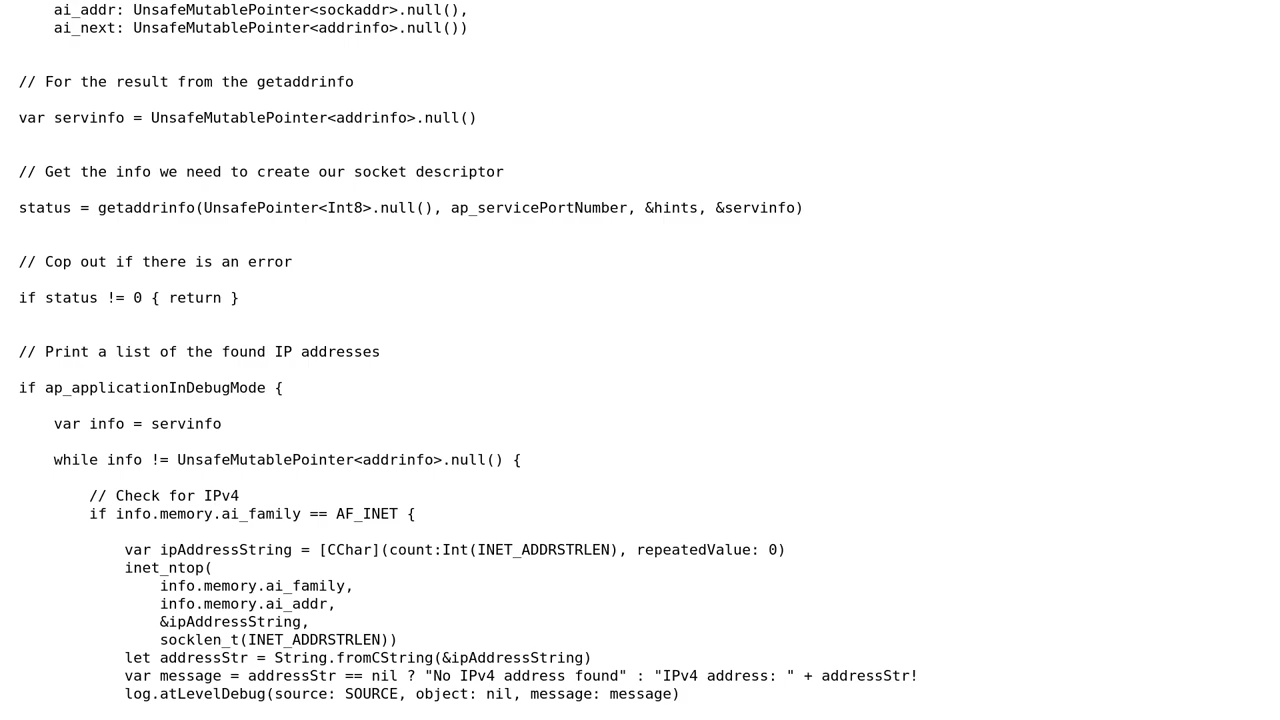 ai_addr: UnsafeMutablePointer<sockaddr>.null(),
ai_next: UnsafeMutablePointer<addrinfo>.null())
// For the result from the getaddrinfo
var servinfo = UnsafeMutablePointer<addrinfo>.null()
// Get the info we need to create our socket descriptor
status = getaddrinfo(UnsafePointer<Int8>.null(), ap_servicePortNumber, &hints, &servinfo)
// Cop out if there is an error
if status != 0 { return }
// Print a list of the found IP addresses
if ap_applicationInDebugMode {
var info = servinfo
while info != UnsafeMutablePointer<addrinfo>.null() {
// Check for IPv4
if info.memory.ai_family == AF_INET {
var ipAddressString = [CChar](count:Int(INET_ADDRSTRLEN), repeatedValue: 0)
inet_ntop(
info.memory.ai_family,
info.memory.ai_addr,
&ipAddressString,
socklen_t(INET_ADDRSTRLEN))
let addressStr = String.fromCString(&ipAddressString)
var message = addressStr == nil ? "No IPv4 address found" : "IPv4 address: " + addressStr!
log.atLevelDebug(source: SOURCE, object: nil, message: message)